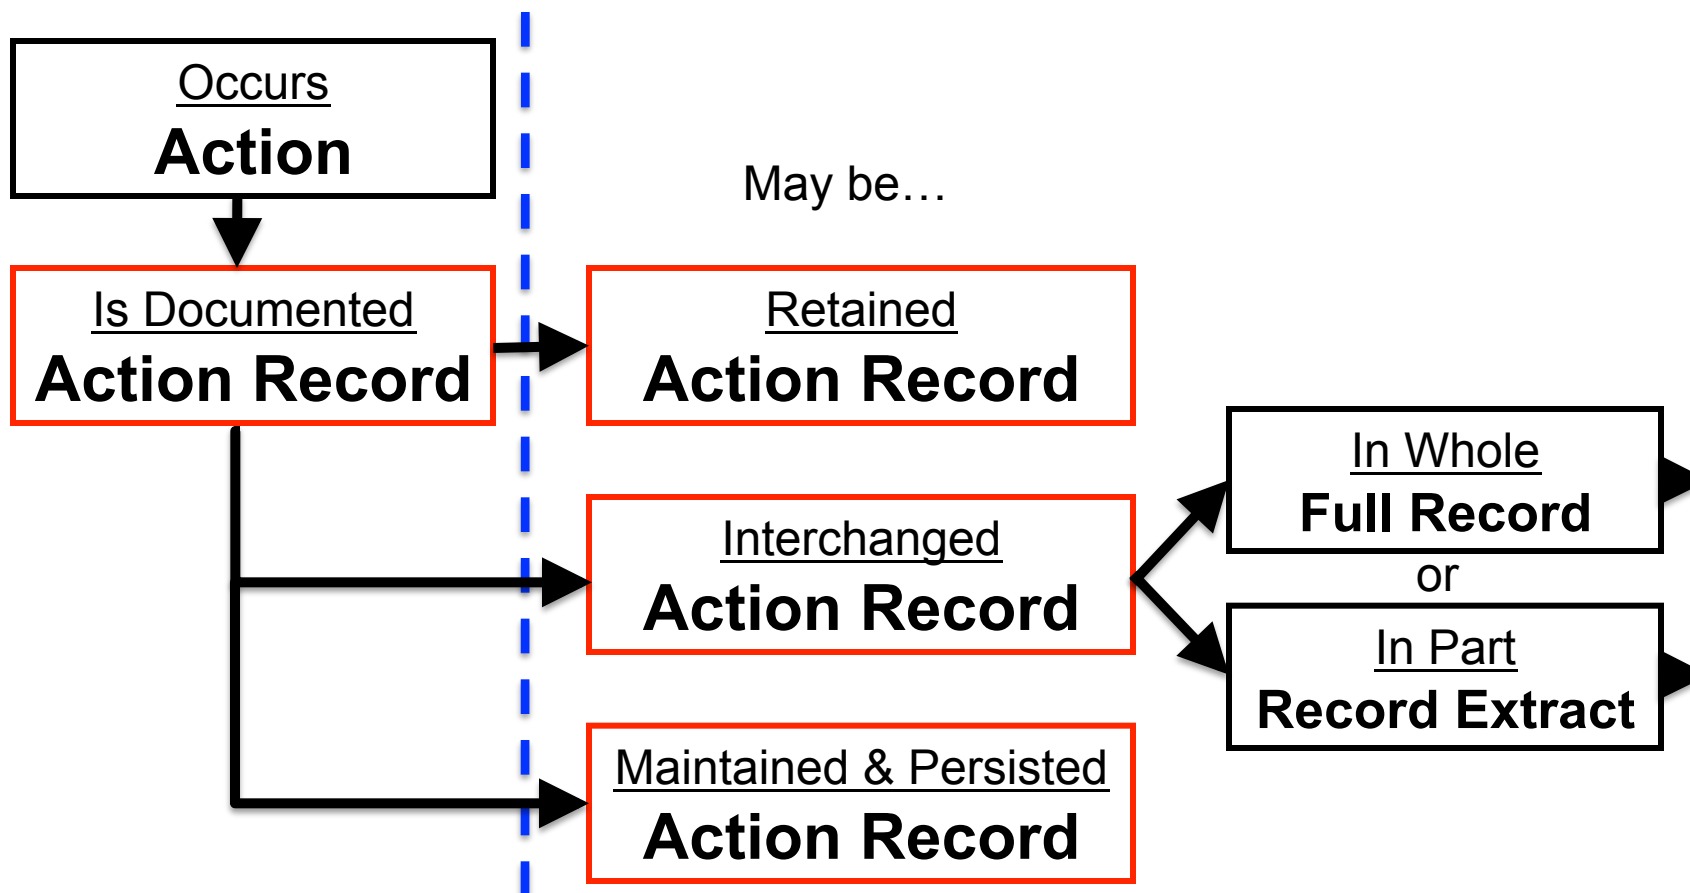 Occurs
Action
May be…
Is Documented
Action Record
Retained
Action Record
Interchanged
Action Record
In Whole
Full Record
or
In Part
Record Extract
Maintained & Persisted
Action Record